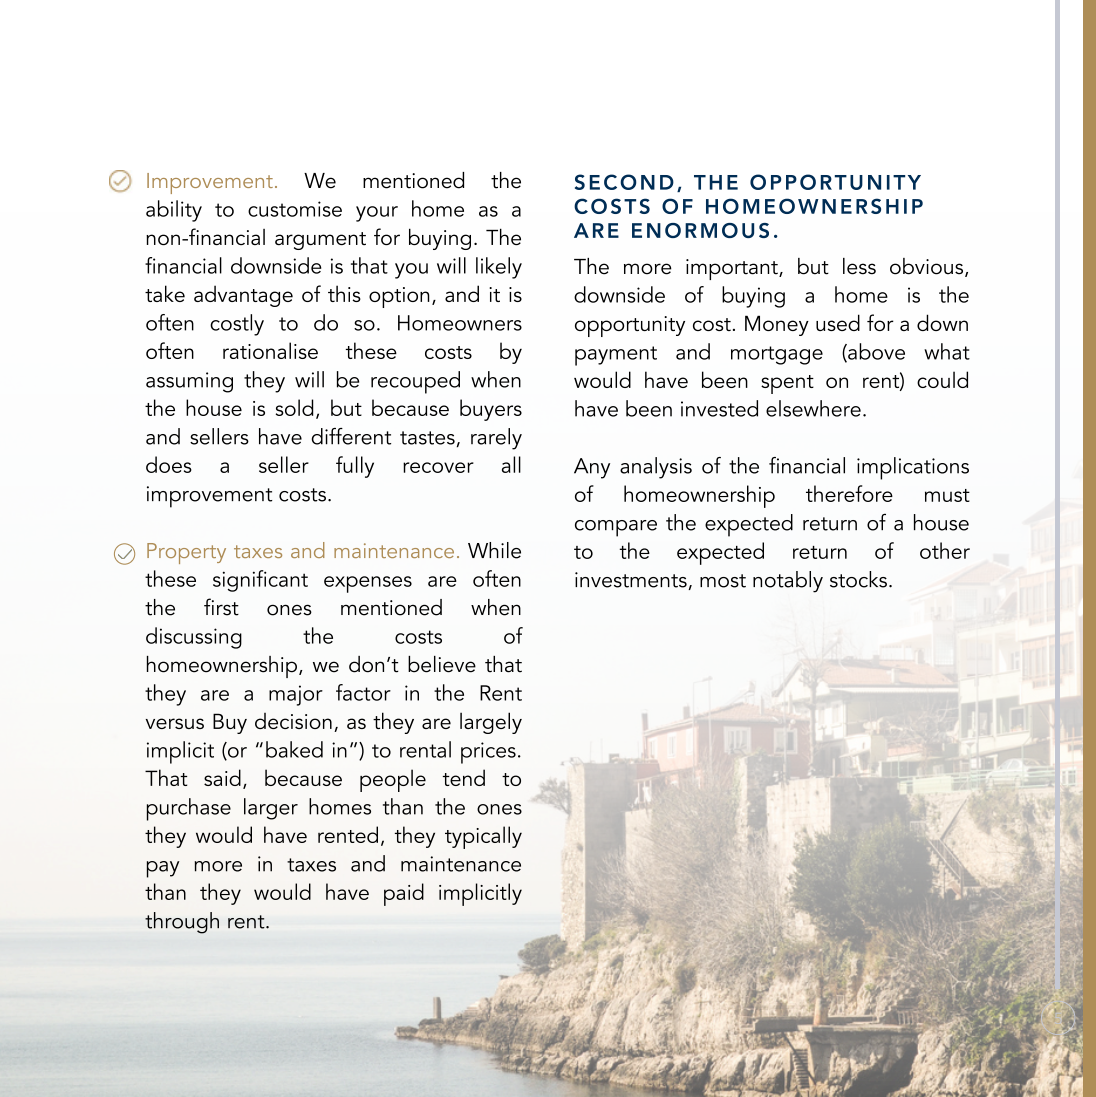 Improvement. We mentioned the
ability to customise your home as a
non-financial argument for buying. The
financial downside is that you will likely
take advantage of this option, and it is
often costly to do so. Homeowners
often rationalise these costs by
assuming they will be recouped when
the house is sold, but because buyers
and sellers have different tastes, rarely
does a seller fully recover all
improvement costs.
Property taxes and maintenance. While
these significant expenses are often
the first ones mentioned when
discussing the costs of
homeownership, we don’t believe that
they are a major factor in the Rent
versus Buy decision, as they are largely
implicit (or “baked in”) to rental prices.
That said, because people tend to
purchase larger homes than the ones
they would have rented, they typically
pay more in taxes and maintenance
than they would have paid implicitly
through rent.
SECOND, THE OPPORTUNITY
COSTS OF HOMEOWNERSHIP
ARE ENORMOUS.
The more important, but less obvious,
downside of buying a home is the
opportunity cost. Money used for a down
payment and mortgage (above what
would have been spent on rent) could
have been invested elsewhere.
Any analysis of the financial implications
of homeownership therefore must
compare the expected return of a house
to the expected return of other
investments, most notably stocks.